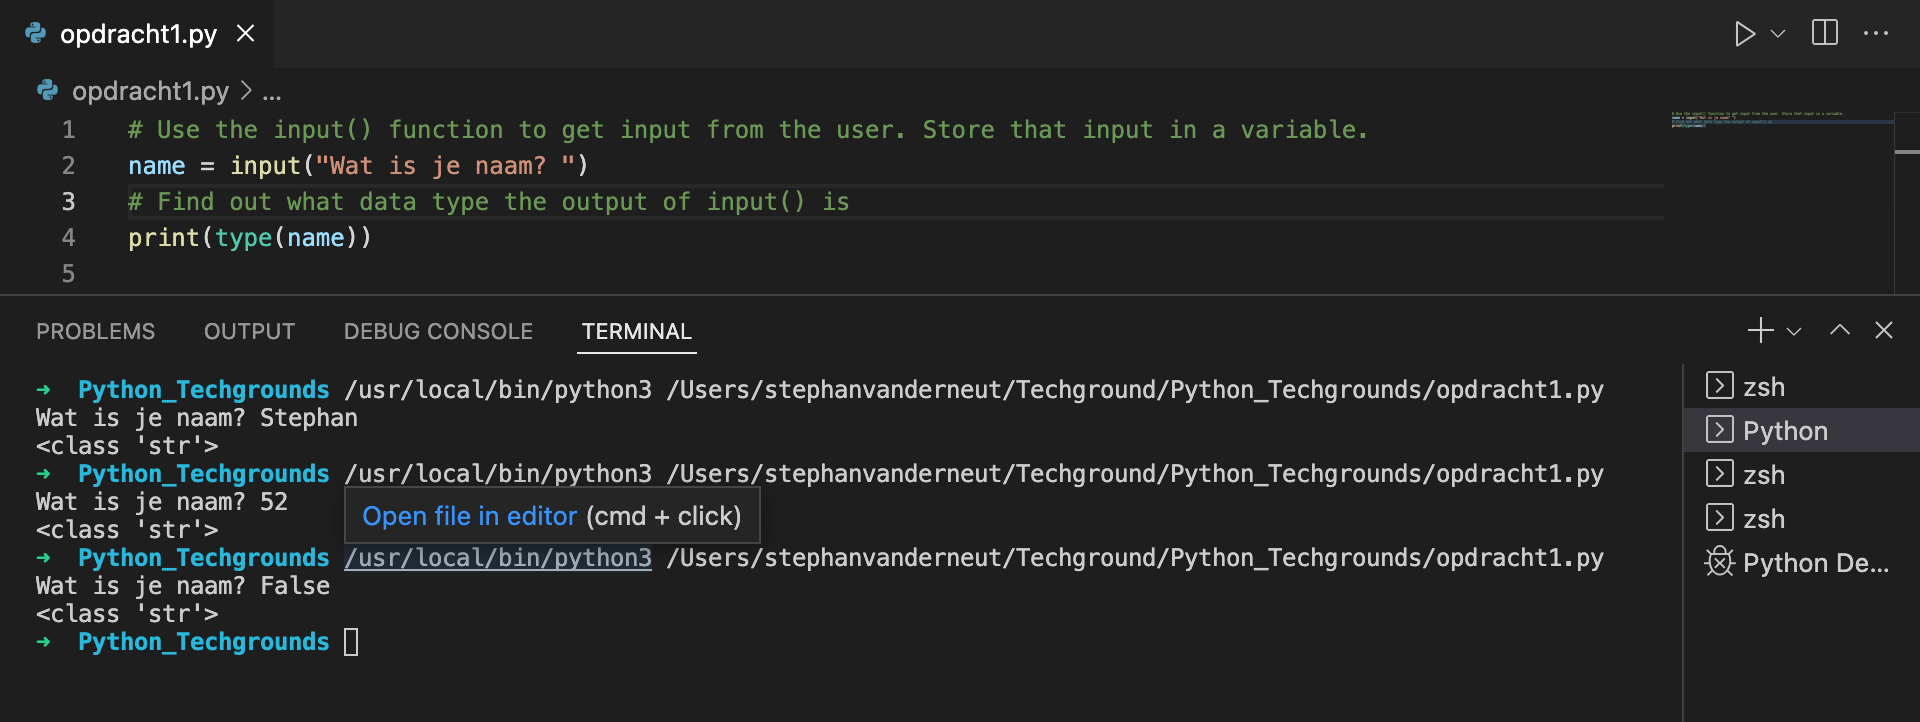 opdracht1.py
opdracht1.py > ...
1 # Use the input() function to get input from the user. Store that input in a variable.
2 name = input("Wat is je naam? ")
3 # Find out what data type the output of input() is
4 print(type(name))
5
PROBLEMS OUTPUT DEBUG CONSOLE TERMINAL
➜ Python_Techgrounds /usr/local/bin/python3 /Users/stephanvanderneut/Techground/Python_Techgrounds/opdracht1.py
Wat is je naam? Stephan
<class 'str'>
➜ Python_Techgrounds /usr/local/bin/python3 /Users/stephanvanderneut/Techground/Python_Techgrounds/opdracht1.py
Wat is je naam? 52
Open file in editor (cmd + click)
<class 'str'>
➜ Python_Techgrounds /usr/local/bin/python3 /Users/stephanvanderneut/Techground/Python_Techgrounds/opdracht1.py
Wat is je naam? False
<class 'str'>
➜ Python_Techgrounds
zsh
Python
zsh
zsh
Python De...